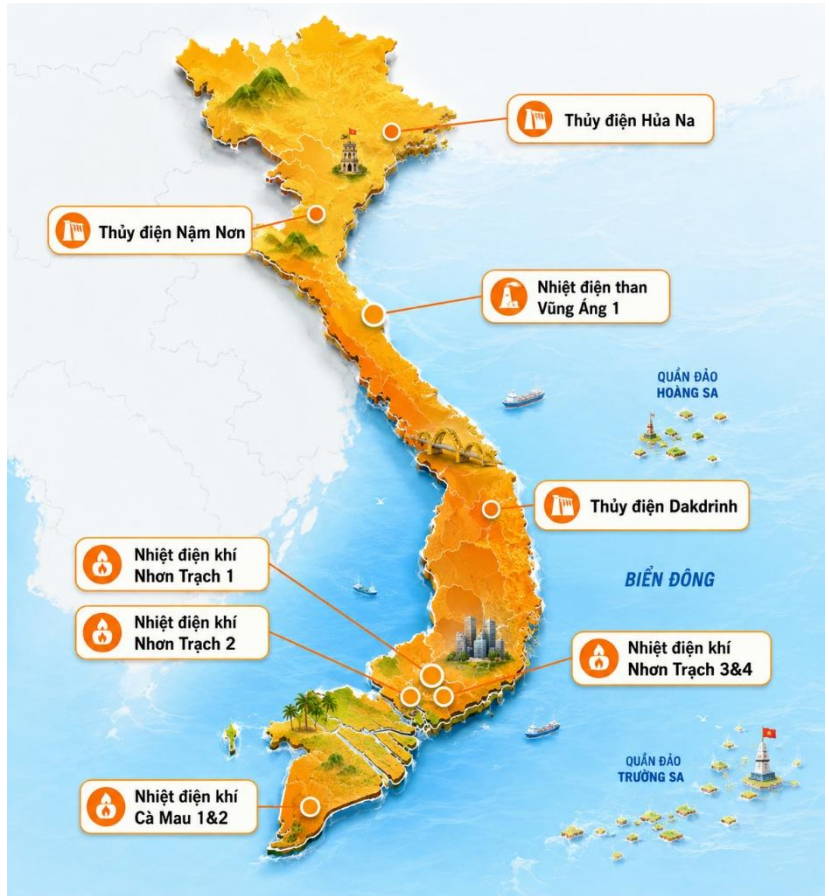 Thủy điện Hủa Na
Thủy điện Nậm Nơn
Nhiệt điện than
Vũng Áng 1
QUẦN ĐẢO
HOÀNG SA
Thủy điện Dakdrinh
Nhiệt điện khí
Nhơn Trạch 1
BIỂN ĐÔNG
Nhiệt điện khí
Nhơn Trạch 2
Nhiệt điện khí
Nhơn Trạch 3&4
QUẦN ĐẢO
TRƯỜNG SA
Nhiệt điện khí
Cà Mau 1&2